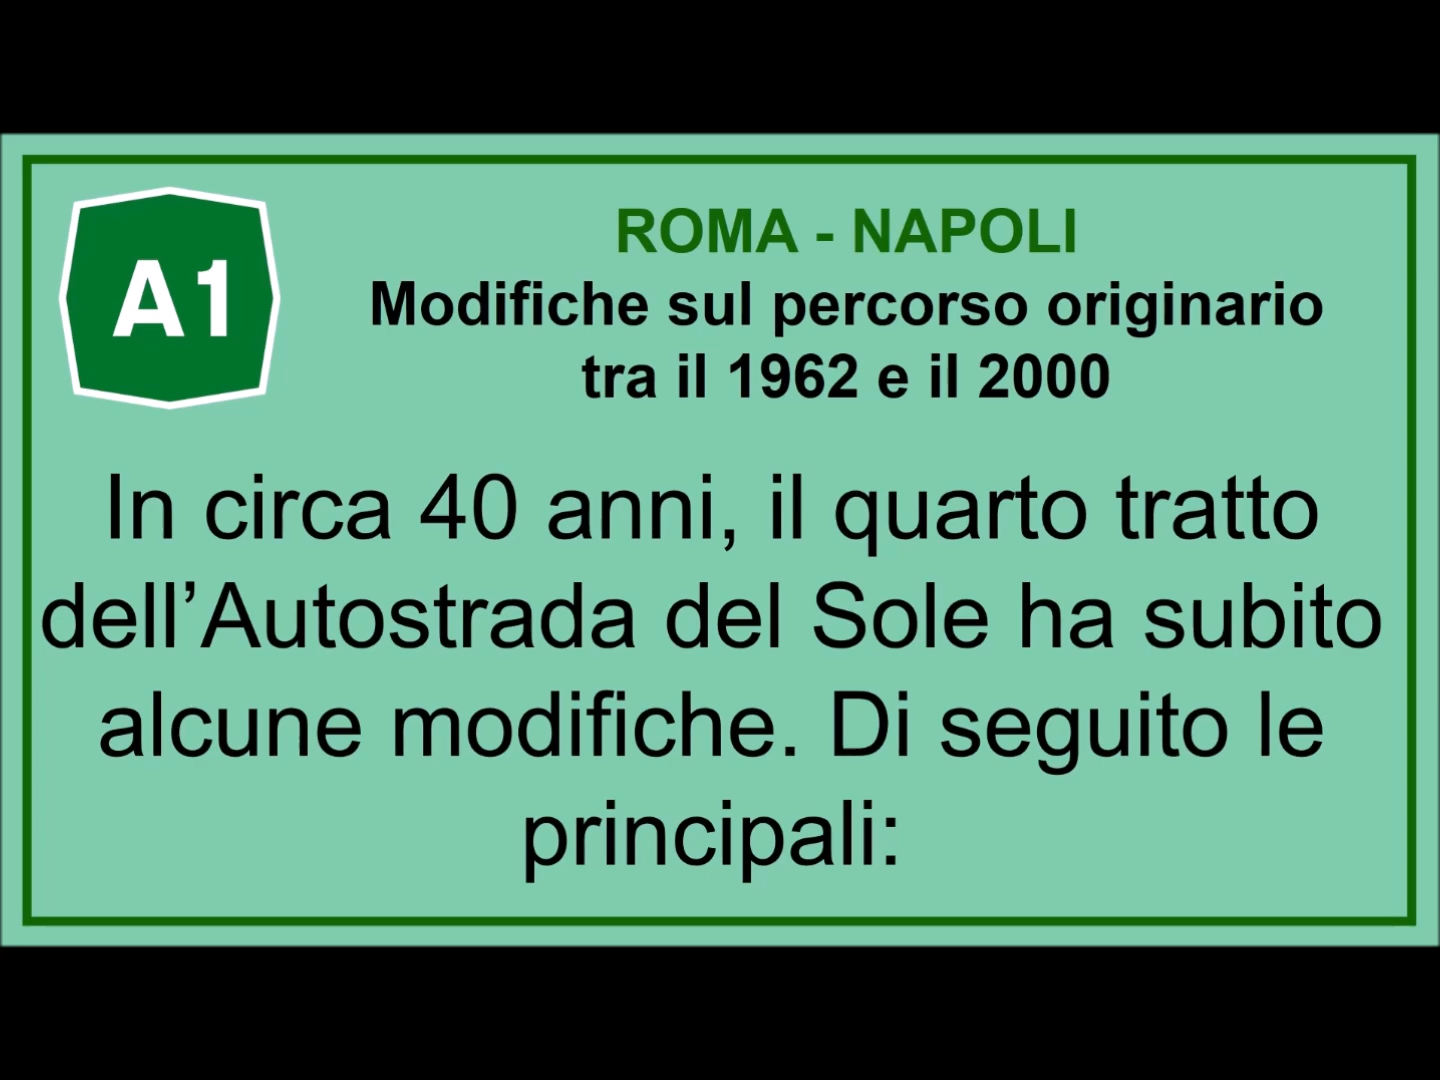 A1
ROMA - NAPOLI
Modifiche sul percorso originario
tra il 1962 e il 2000
In circa 40 anni, il quarto tratto
dell’Autostrada del Sole ha subito
alcune modifiche. Di seguito le
principali: